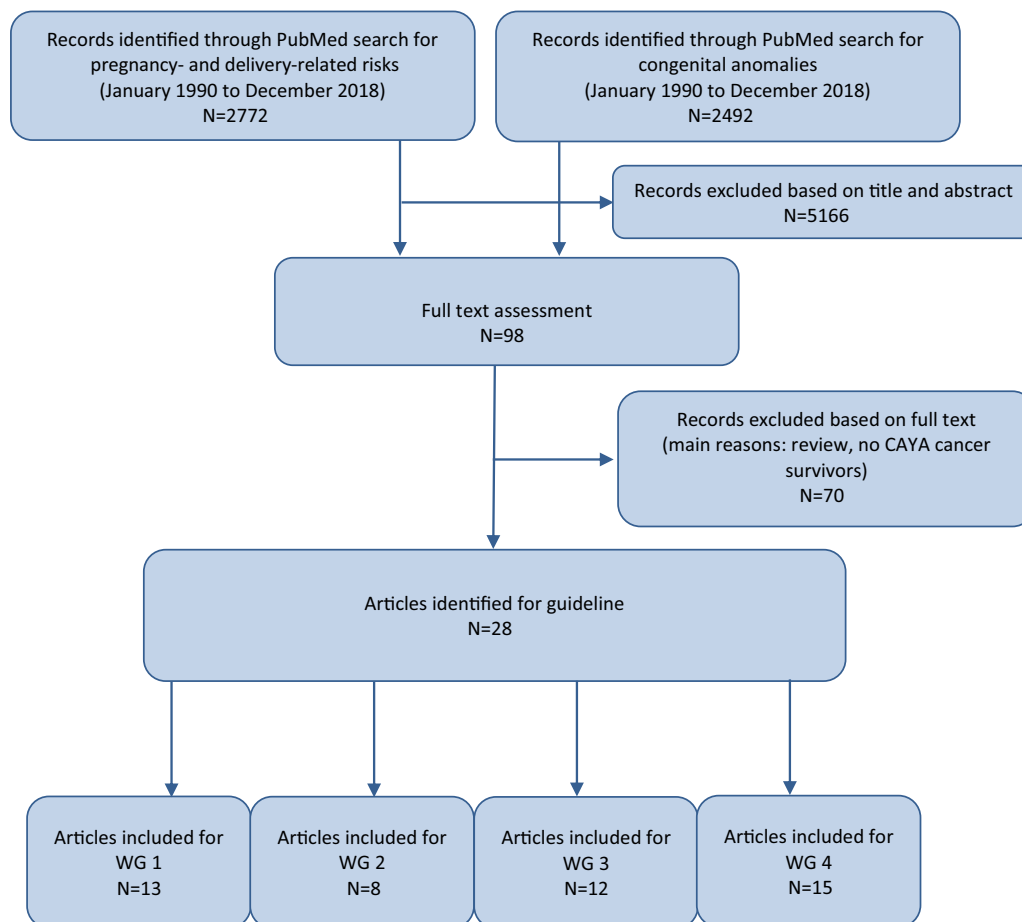 Records identified through PubMed search for
pregnancy- and delivery-related risks
(January 1990 to December 2018)
N=2772
Records identified through PubMed search for
congenital anomalies
(January 1990 to December 2018)
N=2492
Records excluded based on title and abstract
N=5166
Full text assessment
N=98
Records excluded based on full text
(main reasons: review, no CAYA cancer
survivors)
N=70
Articles identified for guideline
N=28
Articles included for
WG 1
N=13
Articles included for
WG 2
N=8
Articles included for
WG 3
N=12
Articles included for
WG 4
N=15